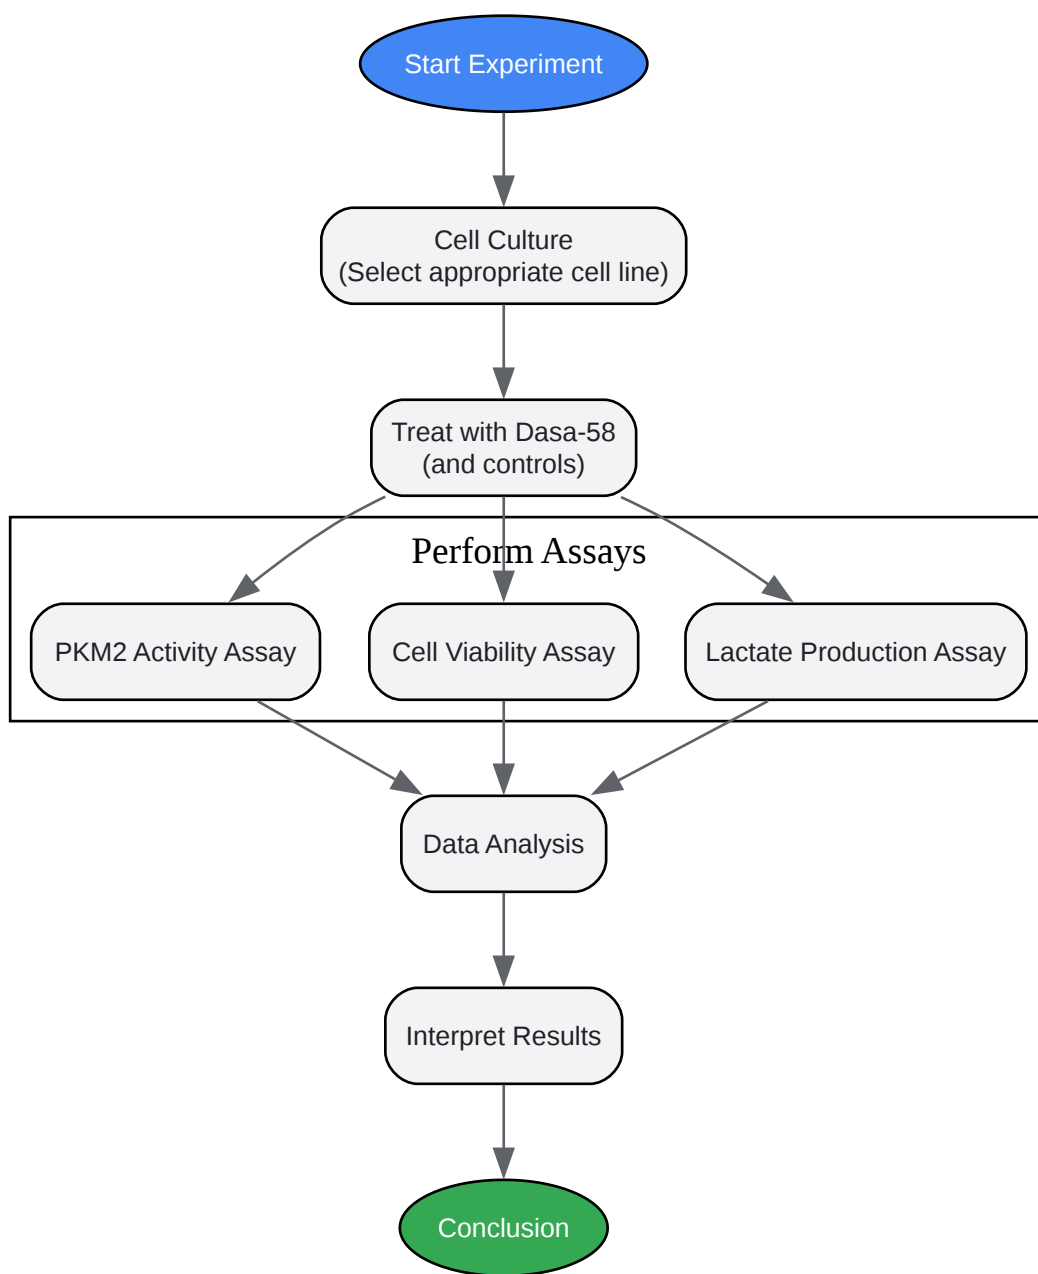 Start Experiment
Cell Culture
(Select appropriate cell line)
Treat with Dasa-58
(and controls)
Perform Assays
PKM2 Activity Assay
Cell Viability Assay
Lactate Production Assay
Data Analysis
Interpret Results
Conclusion